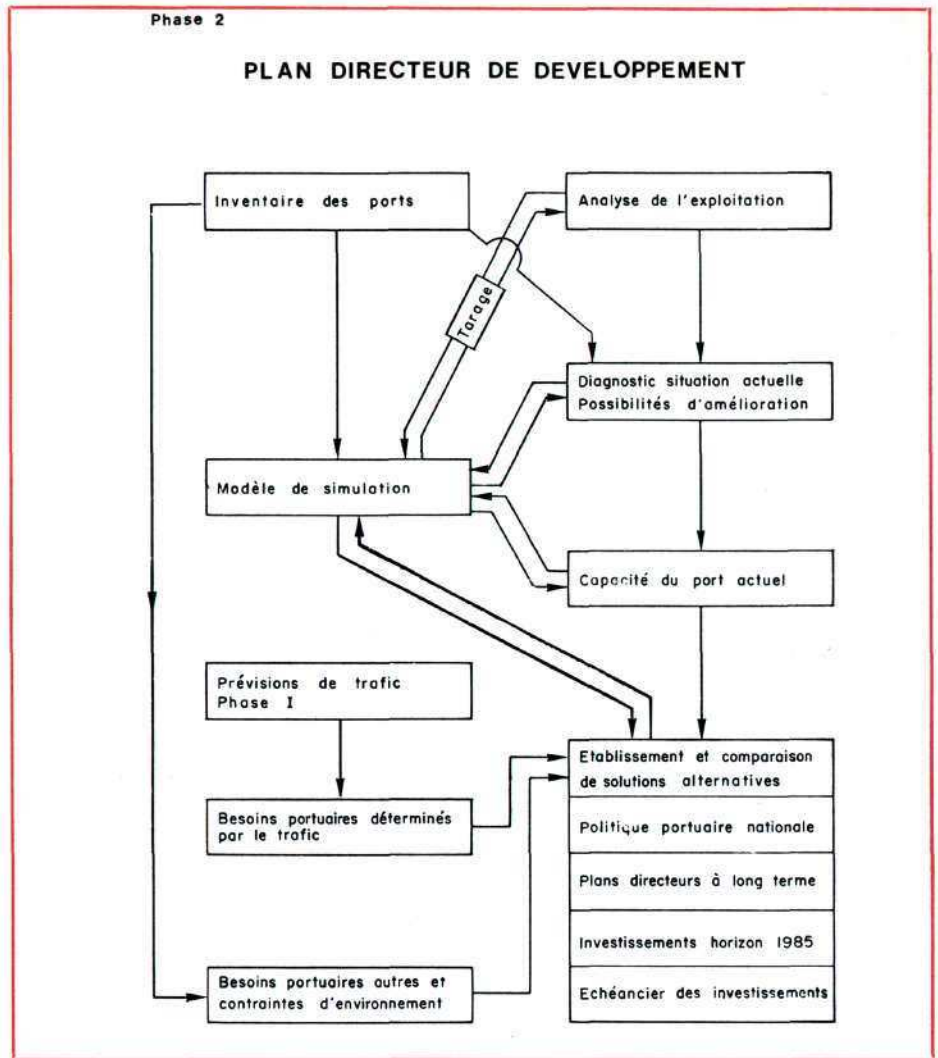 Phase 2
PLAN DIRECTEUR DE DEVELOPPEMENT
Inventaire des ports
Analyse de l'exploitation
Tarage
Diagnostic situation actuelle
Possibilités d'amélioration
Modèle de simulation
Capacité du port actuel
Prévisions de trafic
Phase I
Etablissement et comparaison
de solutions alternatives
Besoins portuaires déterminés
par le trafic
Politique portuaire nationale
Plans directeurs à long terme
Investissements horizon 1985
Besoins portuaires autres et
contraintes d'environnement
Echéancier des investissements